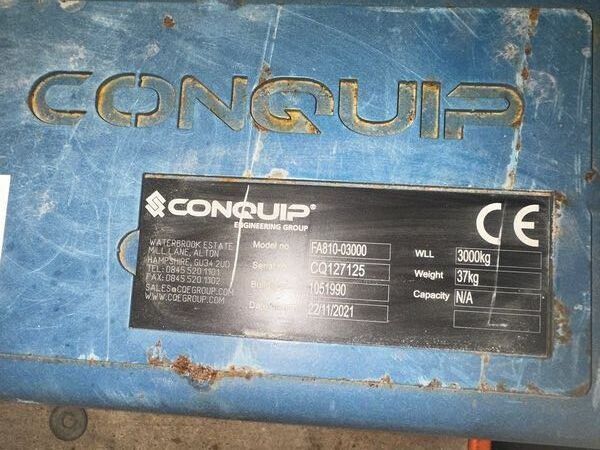 CONQUIP
CONQUIP®
ENGINEERING GROUP
WATERBROOK ESTATE
MILL LANE, ALTON
HAMPSHIRE, GU34 2UD
TEL: 0845 520 1101
FAX: 0845 520 1102
SALES@CQEGROUP.COM
WWW.CQEGROUP.COM
Model no FA810-03000
CQ127125
1051990
22/11/2021
CE
WLL 3000kg
Weight 37kg
Capacity N/A